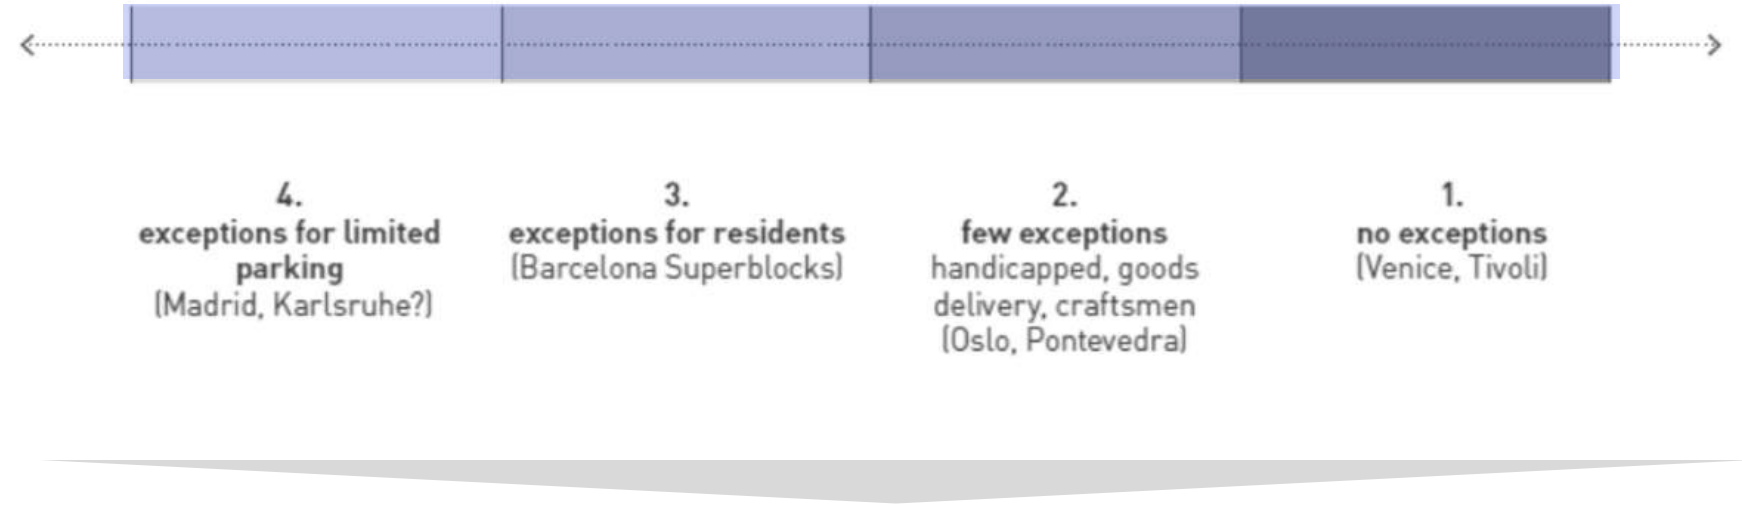 4.
exceptions for limited
parking
(Madrid, Karlsruhe?)
3.
exceptions for residents
(Barcelona Superblocks)
2.
few exceptions
handicapped, goods
delivery, craftsmen
(Oslo, Pontevedra)
1.
no exceptions
(Venice, Tivoli)